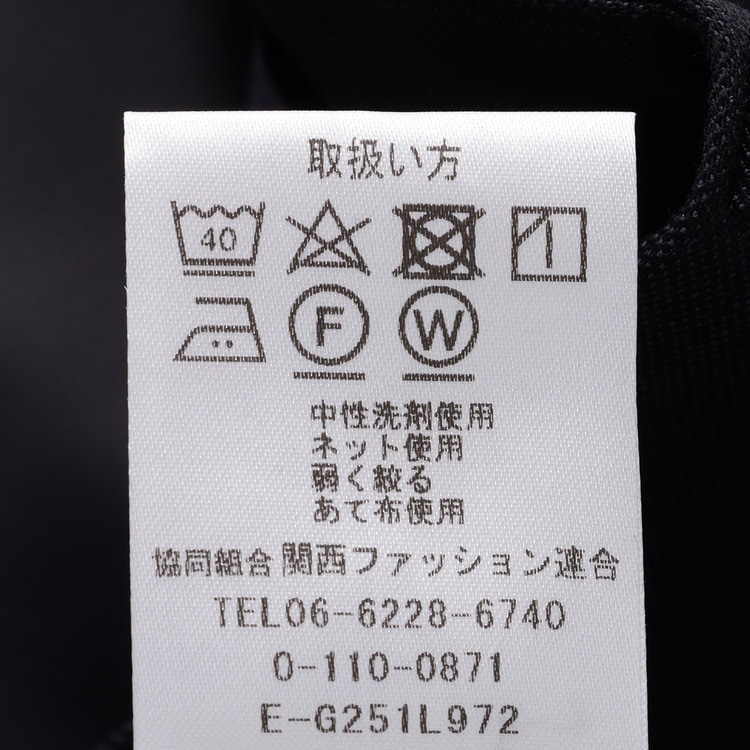 取扱い方
40
F W
中性洗剤使用
ネット使用
弱く絞る
あて布使用
協同組合 関西ファッション連合
TEL06-6228-6740
0-110-0871
E-G251L972